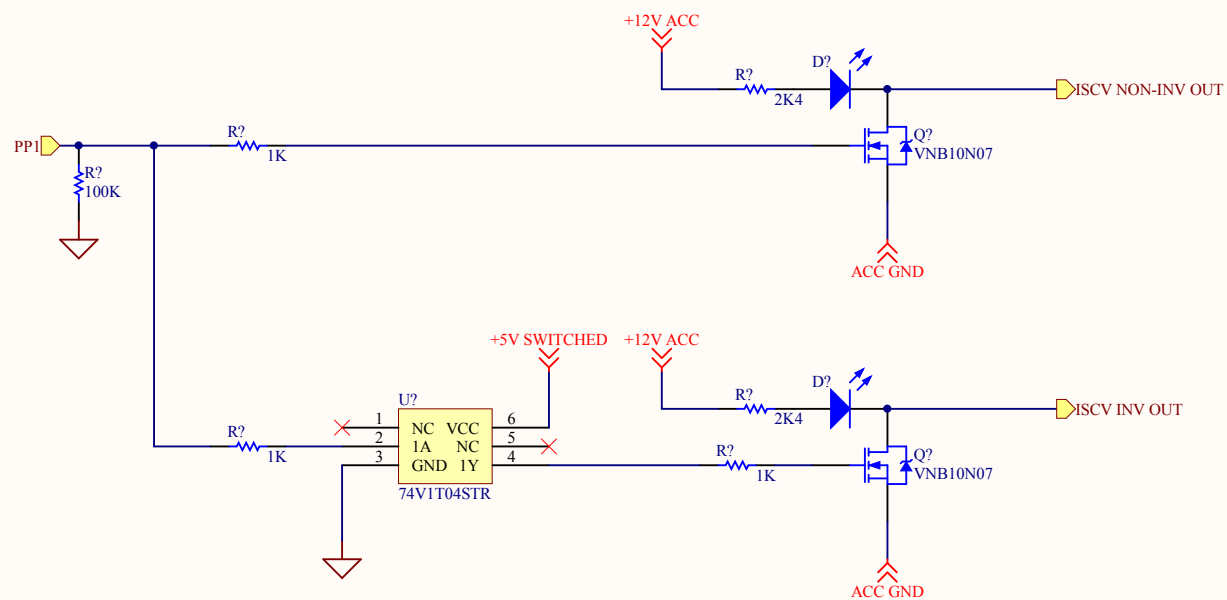 +12V ACC
R?
2K4
D?
ISCV NON-INV OUT
PP1
R?
1K
Q?
VNB10N07
R?
100K
ACC GND
+5V SWITCHED
+12V ACC
R?
2K4
D?
ISCV INV OUT
U?
1 NC VCC 6
2 1A NC 5
3 GND 1Y 4
74V1T04STR
R?
1K
R?
1K
Q?
VNB10N07
ACC GND